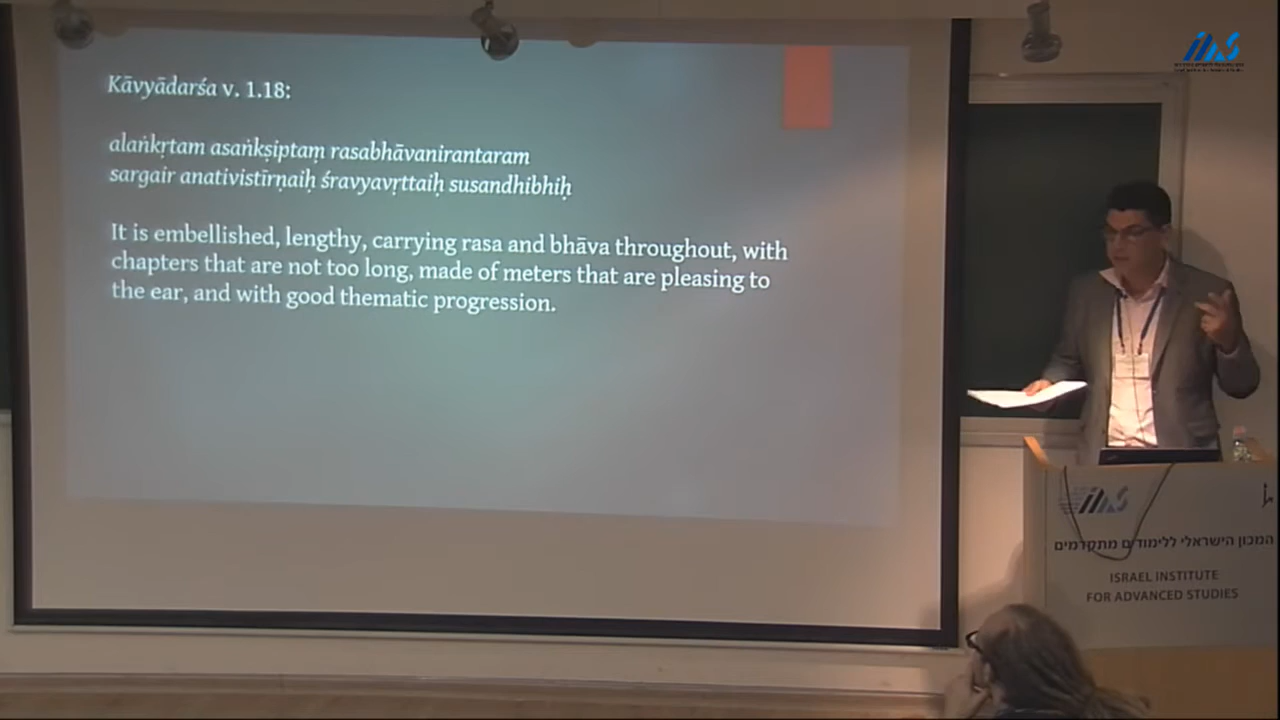 Kāvyādarśa v. 1.18:
alaṅkṛtam asaṅkṣiptaṃ rasabhāvanirantaram
sargair anativistīrṇaiḥ śravyavṛttaiḥ susandhibhiḥ
It is embellished, lengthy, carrying rasa and bhāva throughout, with
chapters that are not too long, made of meters that are pleasing to
the ear, and with good thematic progression.
המכון הישראלי ללימודים מתקדמים
ISRAEL INSTITUTE
FOR ADVANCED STUDIES